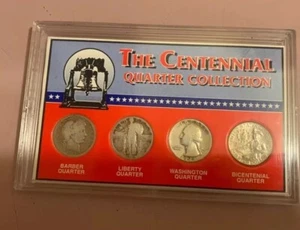 THE CENTENNIAL
QUARTER COLLECTION
BARBER
QUARTER
LIBERTY
QUARTER
WASHINGTON
QUARTER
BICENTENNIAL
QUARTER